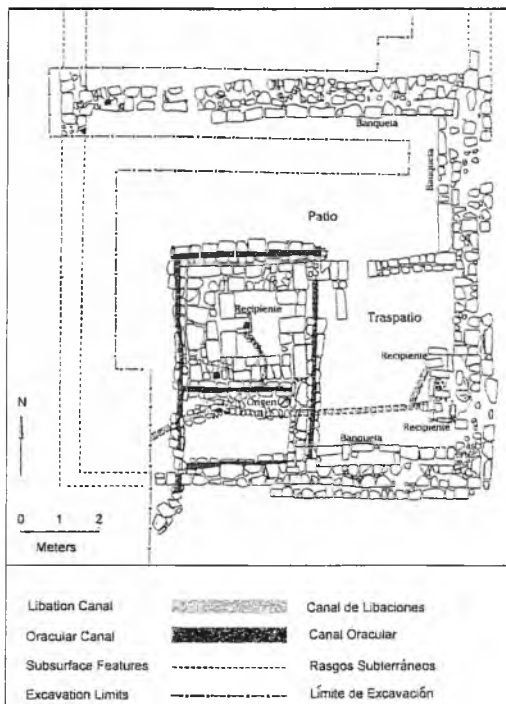 Banqueta
Banqueta
Patio
Recipiente
Traspatio
Recipiente
Origen
Recipiente
Banqueta
N
0 1 2
Meters
Libation Canal Canal de Libaciones
Oracular Canal Canal Oracular
Subsurface Features Rasgos Subterráneos
Excavation Limits Límite de Excavación